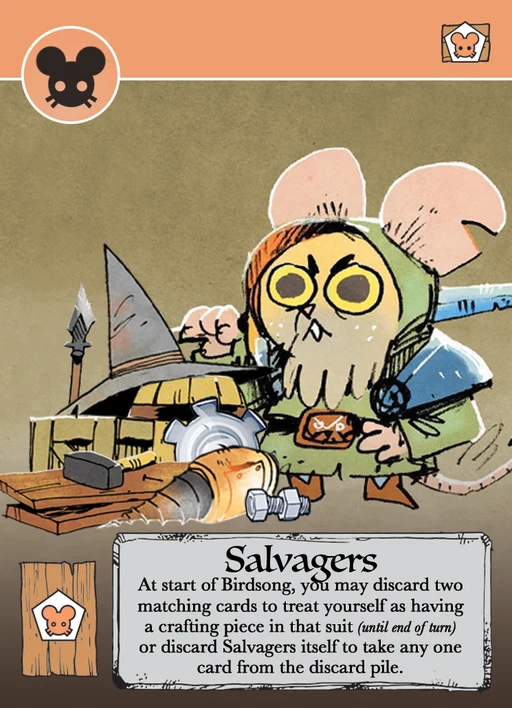 Salvagers
At start of Birdsong, you may discard two
matching cards to treat yourself as having
a crafting piece in that suit (until end of turn)
or discard Salvagers itself to take any one
card from the discard pile.